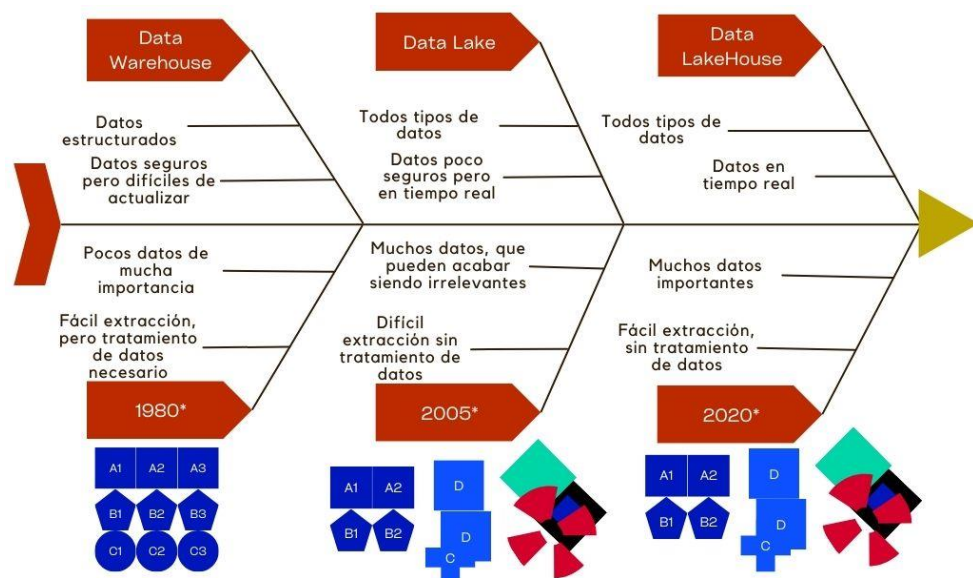 Data
Warehouse
Data Lake
Data
LakeHouse
Datos
estructurados
Datos seguros
pero difíciles de
actualizar
Todos tipos de
datos
Datos poco
seguros pero en
tiempo real
Todos tipos de
datos
Datos en
tiempo real
Pocos datos de
mucha
importancia
Fácil extracción,
pero tratamiento
de datos
necesario
Muchos datos, que
pueden acabar
siendo irrelevantes
Difícil
extracción sin
tratamiento de
datos
Muchos datos
importantes
Fácil extracción,
sin tratamiento
de datos
1980*
2005*
2020*
A1 A2 A3
B1 B2 B3
C1 C2 C3
A1 A2
B1 B2
D
D
C
A1 A2
B1 B2
D
D
C